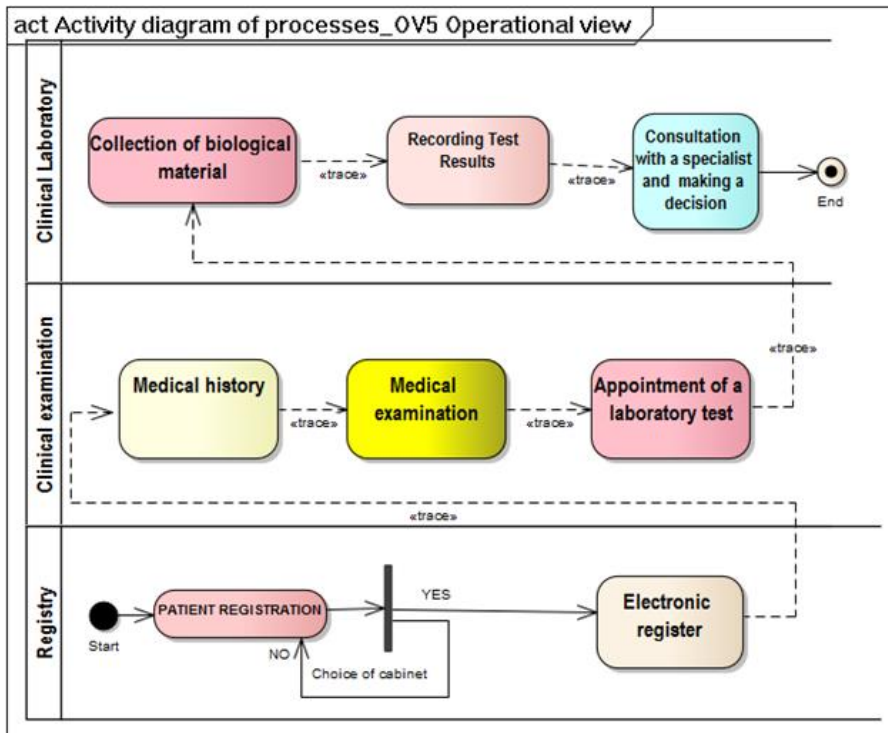 act Activity diagram of processes_OV5 Operational view
Clinical Laboratory
Collection of biological
material
«trace»
Recording Test
Results
«trace»
Consultation
with a specialist
and making a
decision
End
«trace»
Clinical examination
Medical history
«trace»
Medical
examination
«trace»
Appointment of a
laboratory test
«trace»
Registry
Start
PATIENT REGISTRATION
YES
NO
Choice of cabinet
Electronic
register